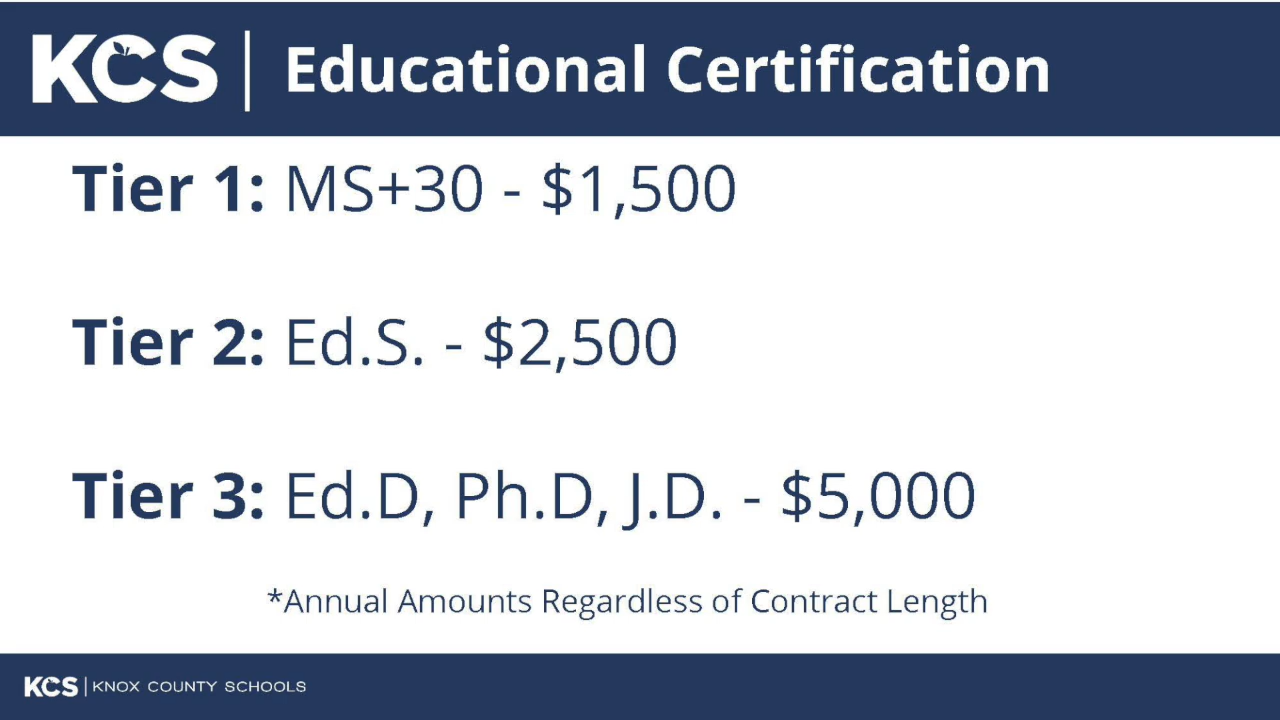 KCS | Educational Certification
Tier 1: MS+30 - $1,500
Tier 2: Ed.S. - $2,500
Tier 3: Ed.D, Ph.D, J.D. - $5,000
*Annual Amounts Regardless of Contract Length
KCS | KNOX COUNTY SCHOOLS